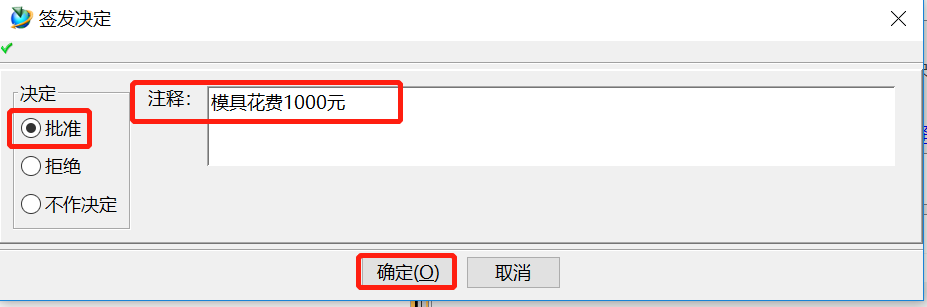 签发决定
决定
批准
拒绝
不作决定
注释：
模具花费1000元
确定(O)
取消